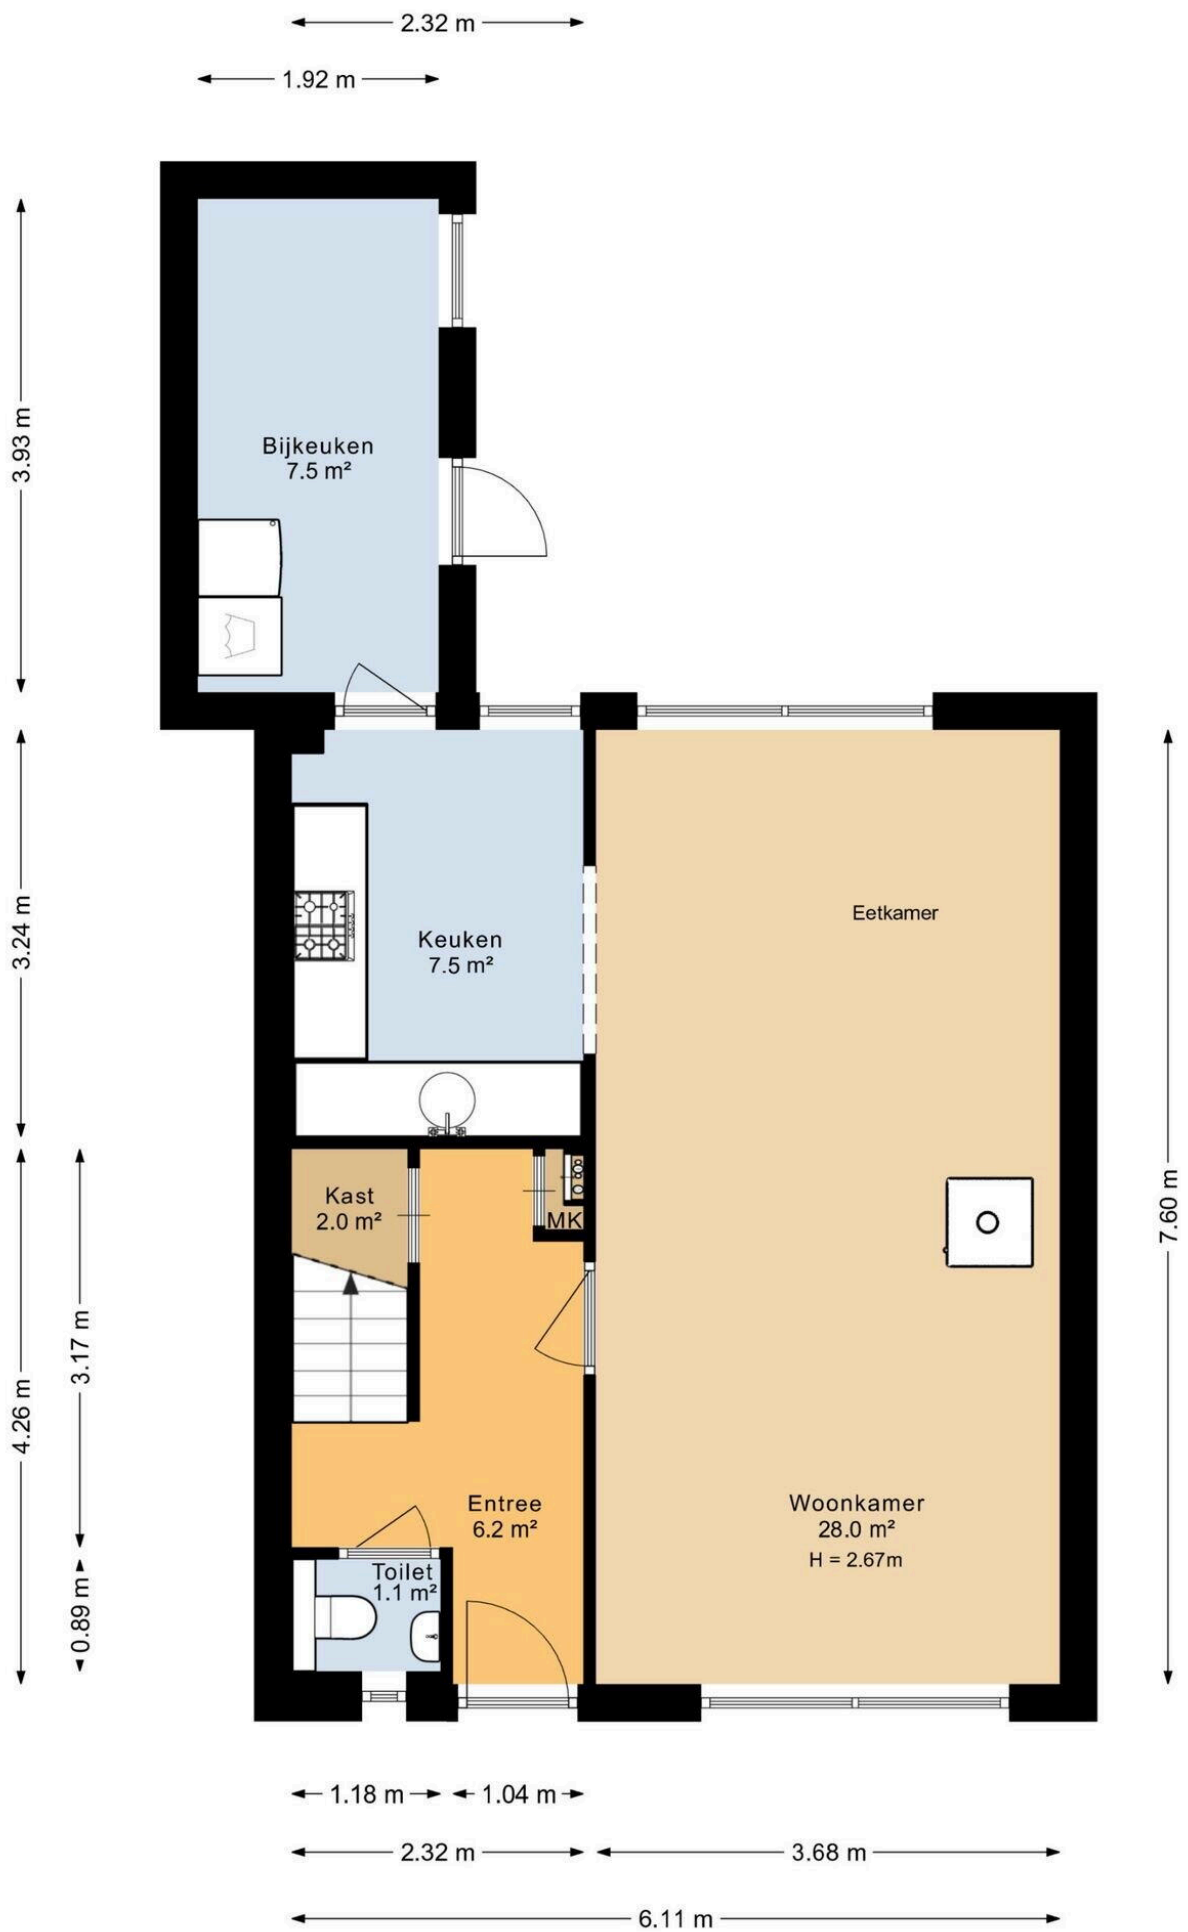 2.32 m
1.92 m
3.93 m
Bijkeuken
7.5 m²
3.24 m
Eetkamer
Keuken
7.5 m²
Kast
2.0 m²
MK
7.60 m
3.17 m
4.26 m
Entree
6.2 m²
Woonkamer
28.0 m²
H = 2.67m
Toilet
1.1 m²
0.89 m
1.18 m
1.04 m
2.32 m
3.68 m
6.11 m